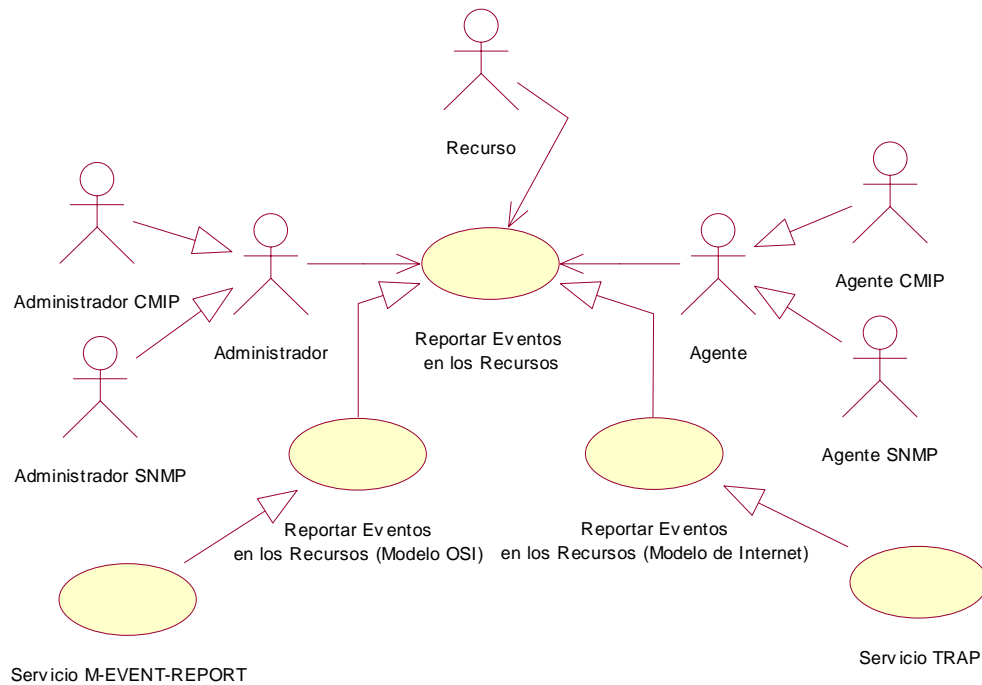 Recurso
Administrador CMIP
Agente CMIP
Administrador
Reportar Eventos
en los Recursos
Agente
Administrador SNMP
Agente SNMP
Reportar Eventos
en los Recursos (Modelo OSI)
Reportar Eventos
en los Recursos (Modelo de Internet)
Servicio M-EVENT-REPORT
Servicio TRAP